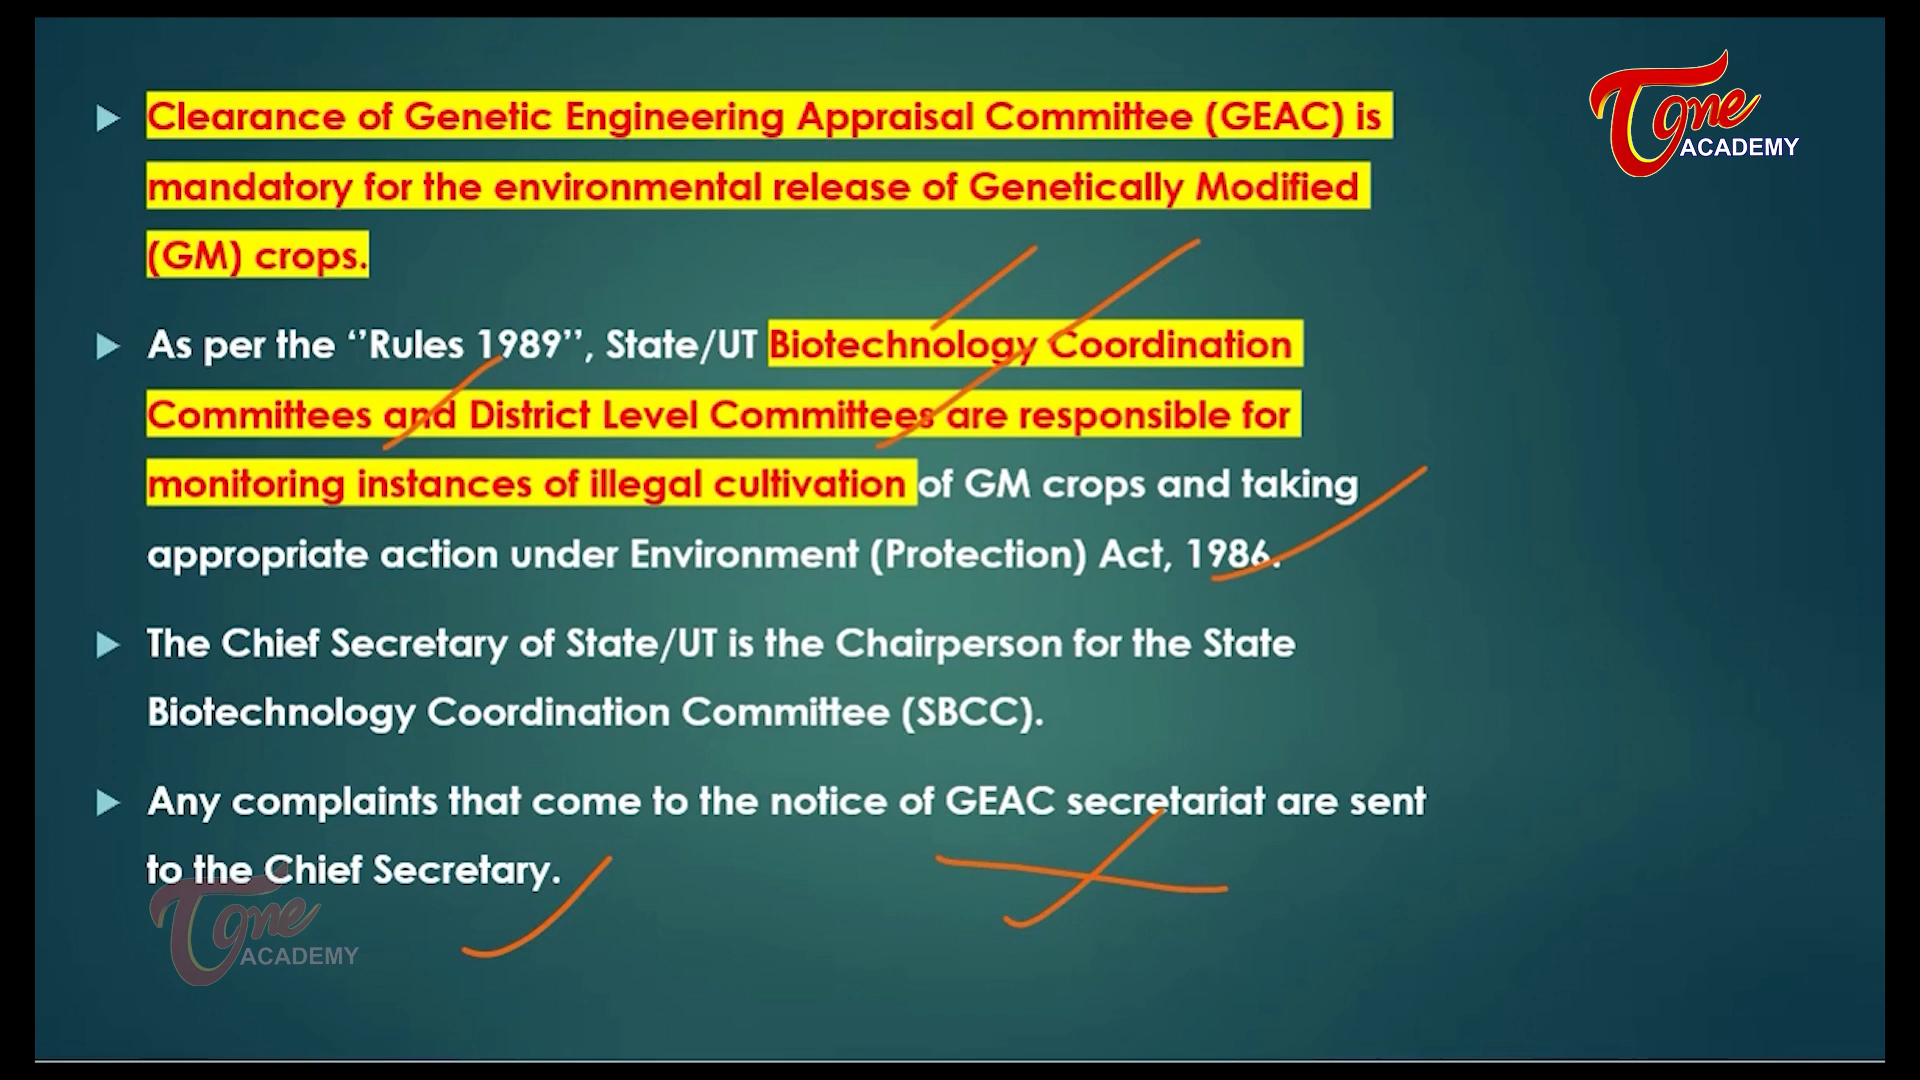 Tone
ACADEMY
Clearance of Genetic Engineering Appraisal Committee (GEAC) is
mandatory for the environmental release of Genetically Modified
(GM) crops.
As per the ‘’Rules 1989’’, State/UT Biotechnology Coordination
Committees and District Level Committees are responsible for
monitoring instances of illegal cultivation of GM crops and taking
appropriate action under Environment (Protection) Act, 1986.
The Chief Secretary of State/UT is the Chairperson for the State
Biotechnology Coordination Committee (SBCC).
Any complaints that come to the notice of GEAC secretariat are sent
to the Chief Secretary.
Tone
ACADEMY